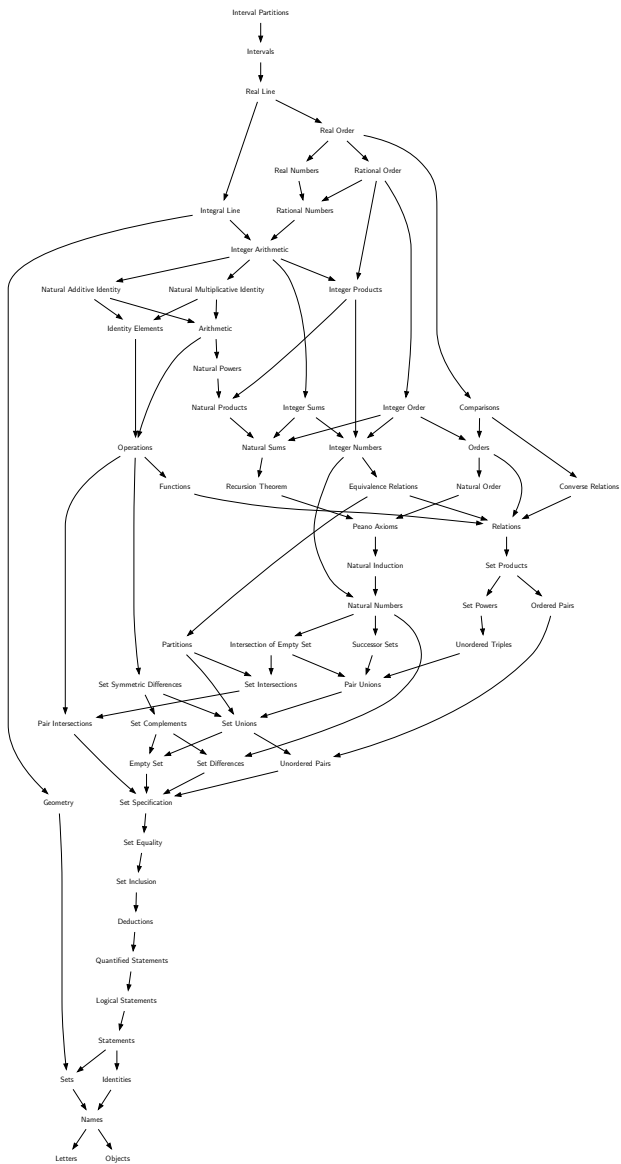 Interval Partitions
Intervals
Real Line
Real Order
Real Numbers Rational Order
Integral Line Rational Numbers
Integer Arithmetic
Natural Additive Identity Natural Multiplicative Identity Integer Products
Identity Elements Arithmetic
Natural Powers
Natural Products Integer Sums Integer Order Comparisons
Operations Natural Sums Integer Numbers Orders
Functions Recursion Theorem Equivalence Relations Natural Order Converse Relations
Peano Axioms Relations
Natural Induction Set Products
Natural Numbers Set Powers Ordered Pairs
Partitions Intersection of Empty Set Successor Sets Unordered Triples
Set Symmetric Differences Set Intersections Pair Unions
Pair Intersections Set Complements Set Unions
Empty Set Set Differences Unordered Pairs
Geometry Set Specification
Set Equality
Set Inclusion
Deductions
Quantified Statements
Logical Statements
Statements
Sets Identities
Names
Letters Objects